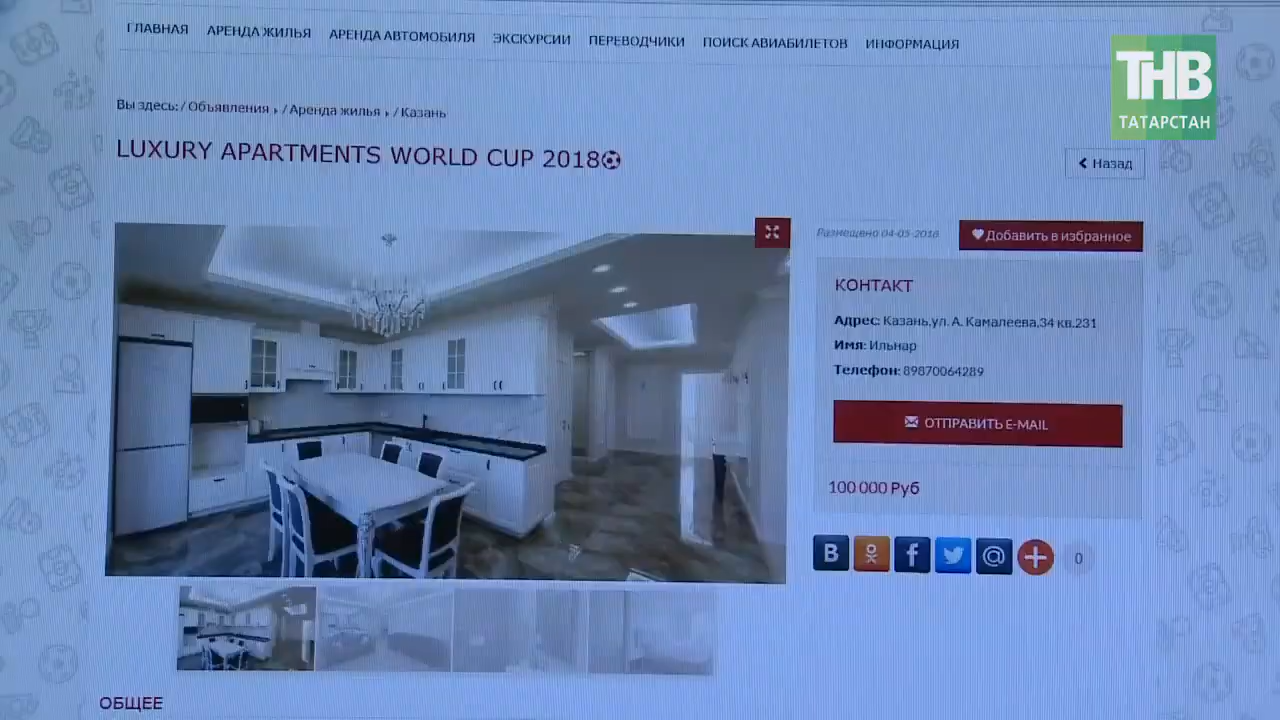 ГЛАВНАЯ АРЕНДА ЖИЛЬЯ АРЕНДА АВТОМОБИЛЯ ЭКСКУРСИИ ПЕРЕВОДЧИКИ ПОИСК АВИАБИЛЕТОВ ИНФОРМАЦИЯ
ТНВ
ТАТАРСТАН
Вы здесь: / Объявления / Аренда жилья / Казань
LUXURY APARTMENTS WORLD CUP 2018
Назад
Размещено 04-05-2018
Добавить в избранное
КОНТАКТ
Адрес: Казань,ул. А. Камалеева,34 кв.231
Имя: Ильнар
Телефон: 89870064289
ОТПРАВИТЬ E-MAIL
100 000 Руб
0
ОБЩЕЕ